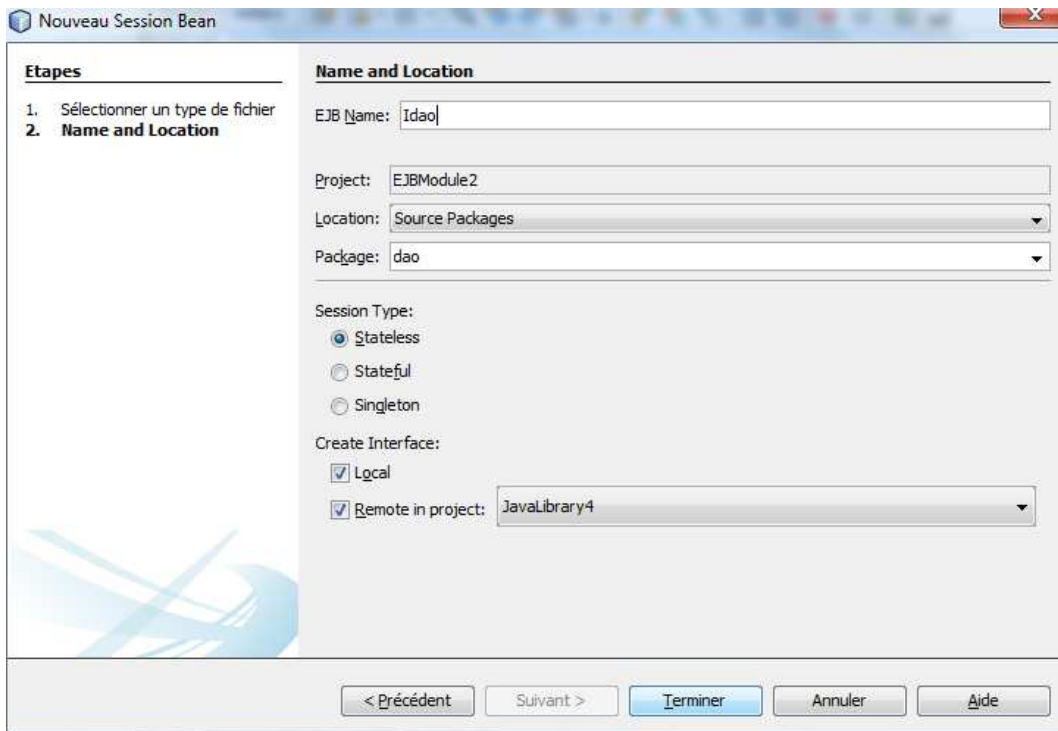 Nouveau Session Bean
Etapes
1. Sélectionner un type de fichier
2. Name and Location
Name and Location
EJB Name: Idao
Project: EJBModule2
Location: Source Packages
Package: dao
Session Type:
Stateless
Stateful
Singleton
Create Interface:
Local
Remote in project: JavaLibrary4
< Précédent
Suivant >
Terminer
Annuler
Aide